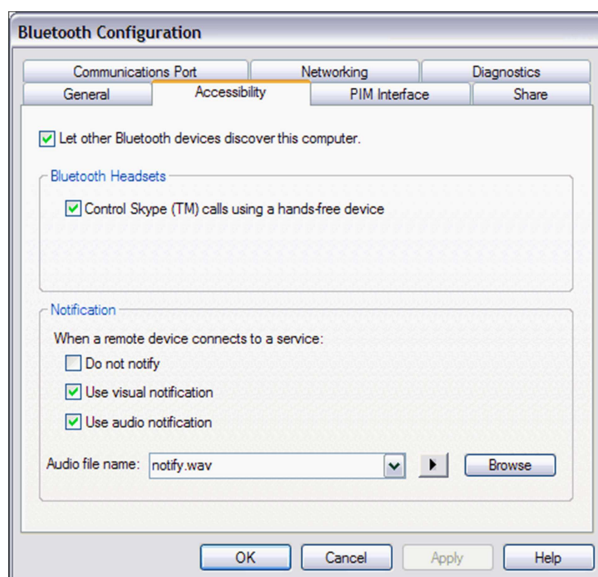 Bluetooth Configuration
Communications Port Networking Diagnostics
General Accessibility PIM Interface Share
Let other Bluetooth devices discover this computer.
Bluetooth Headsets
Control Skype (TM) calls using a hands-free device
Notification
When a remote device connects to a service:
Do not notify
Use visual notification
Use audio notification
Audio file name: notify.wav Browse
OK Cancel Apply Help